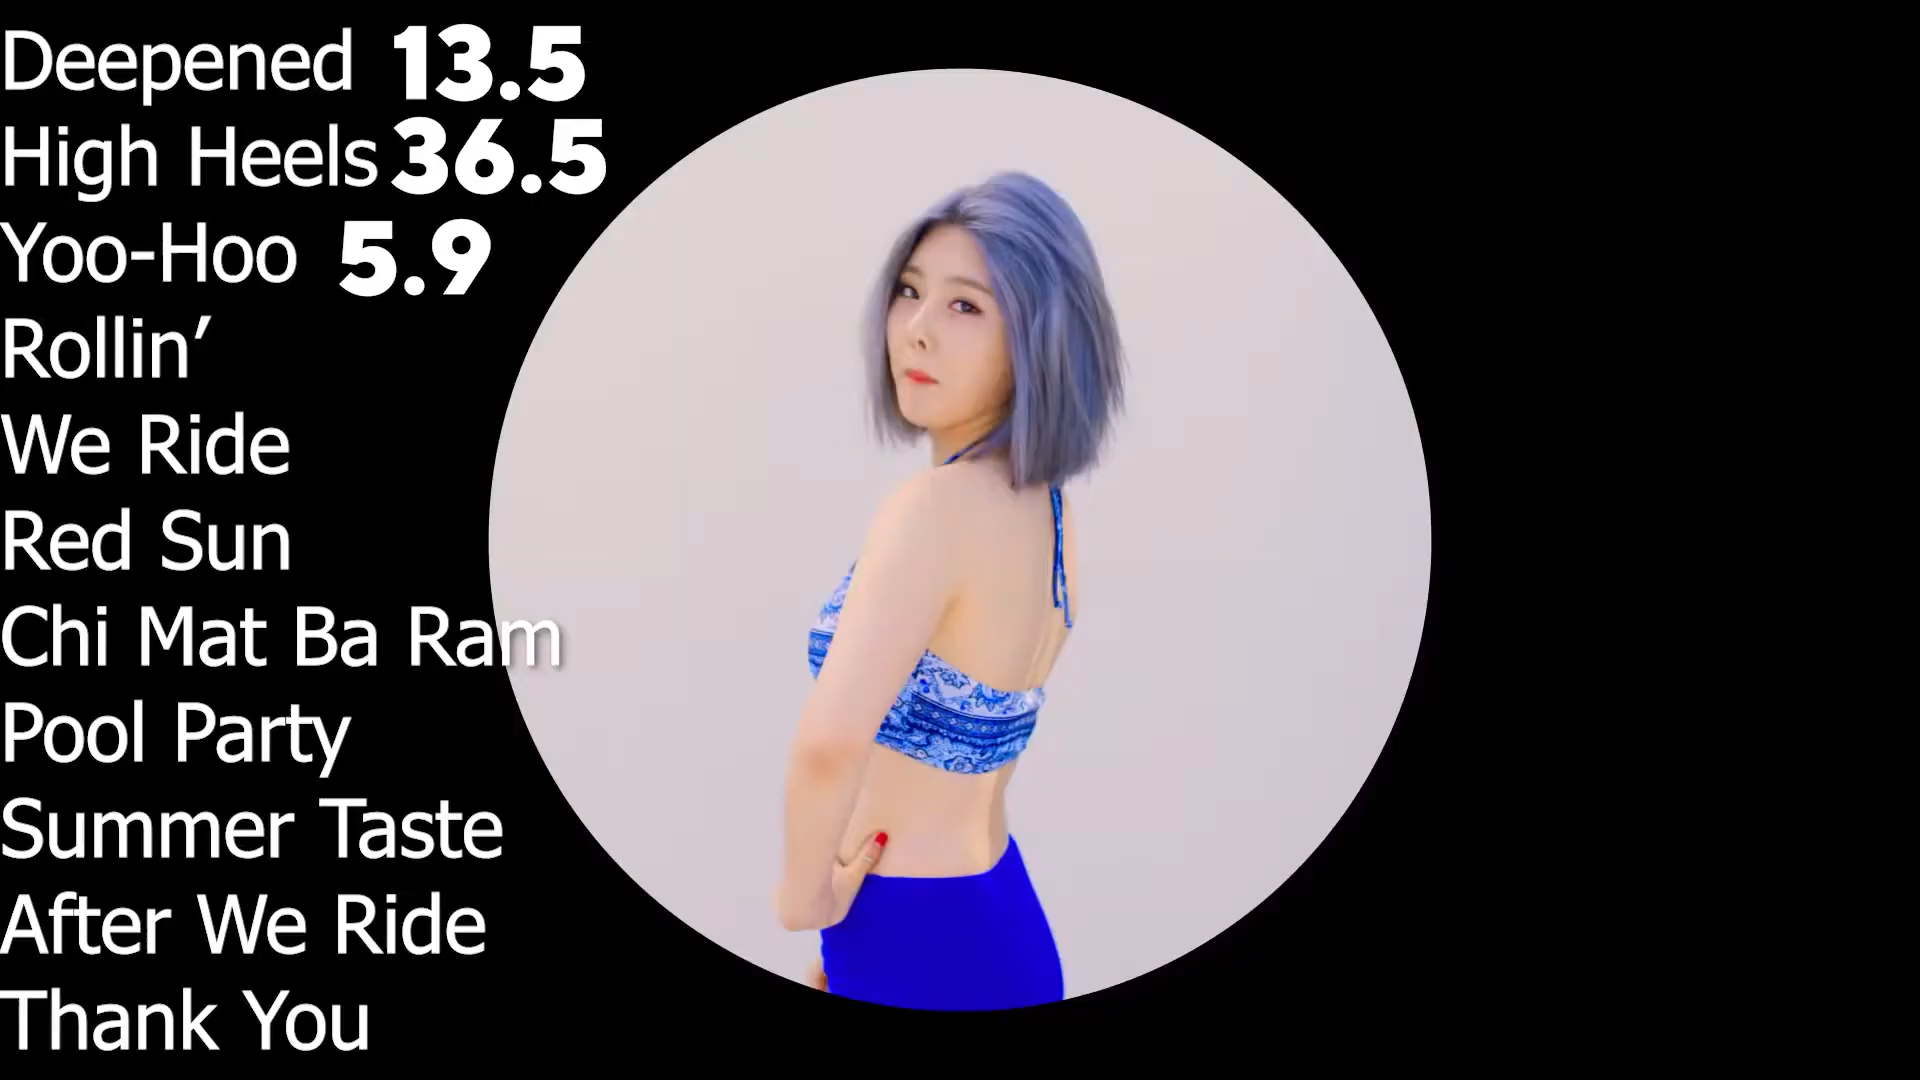 Deepened 13.5
High Heels 36.5
Yoo-Hoo 5.9
Rollin’
We Ride
Red Sun
Chi Mat Ba Ram
Pool Party
Summer Taste
After We Ride
Thank You